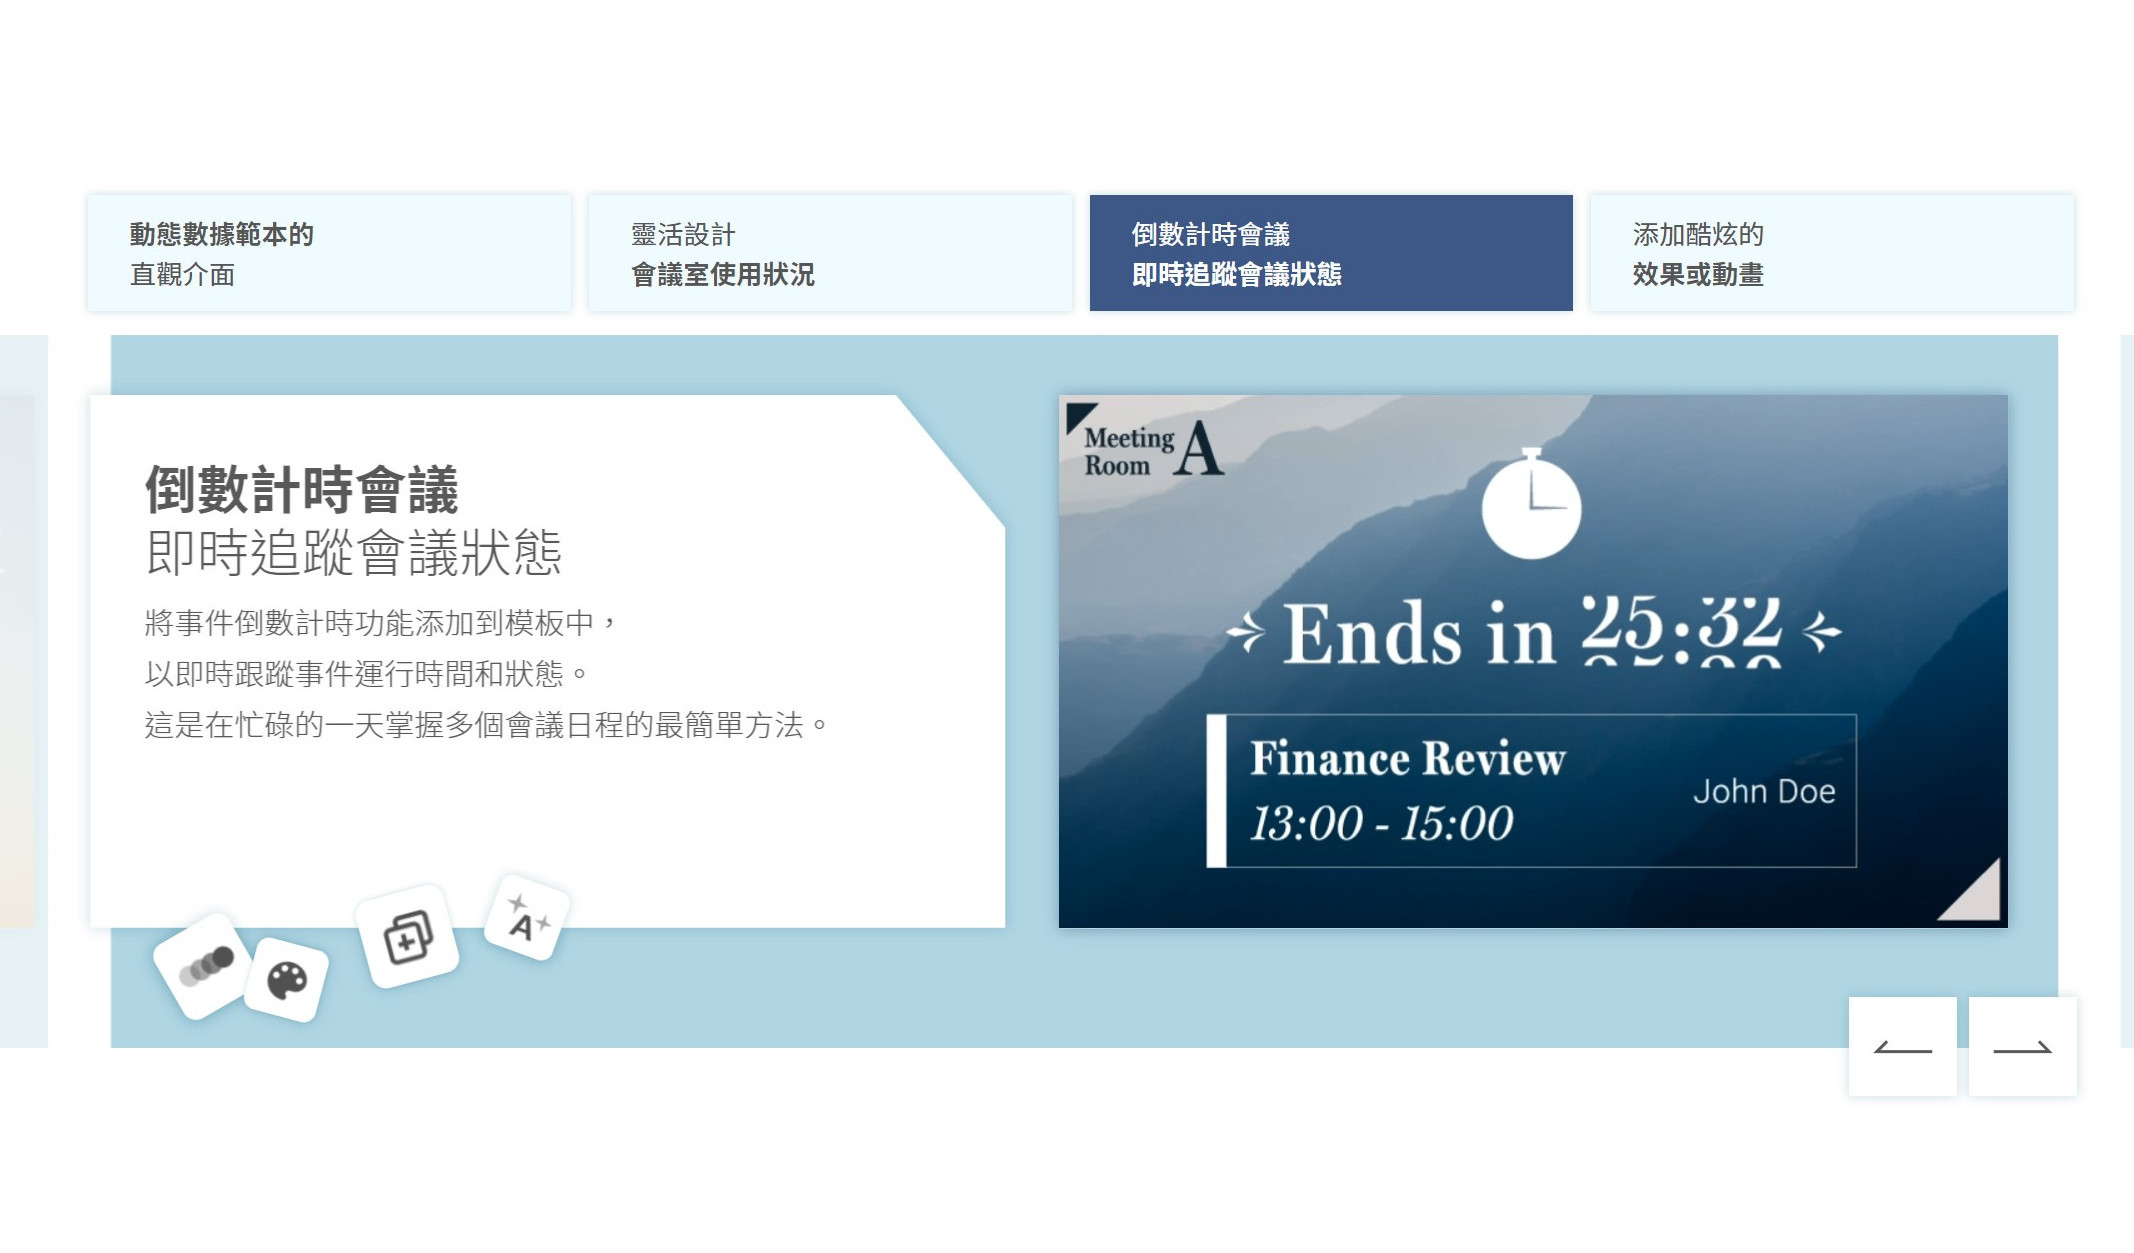 動態數據範本的
直觀介面
靈活設計
會議室使用狀況
倒數計時會議
即時追蹤會議狀態
添加酷炫的
效果或動畫
倒數計時會議
即時追蹤會議狀態
將事件倒數計時功能添加到模板中，
以即時跟蹤事件運行時間和狀態。
這是在忙碌的一天掌握多個會議日程的最簡單方法。
A
Meeting
Room A
Ends in 25:32
Finance Review
13:00 - 15:00
John Doe